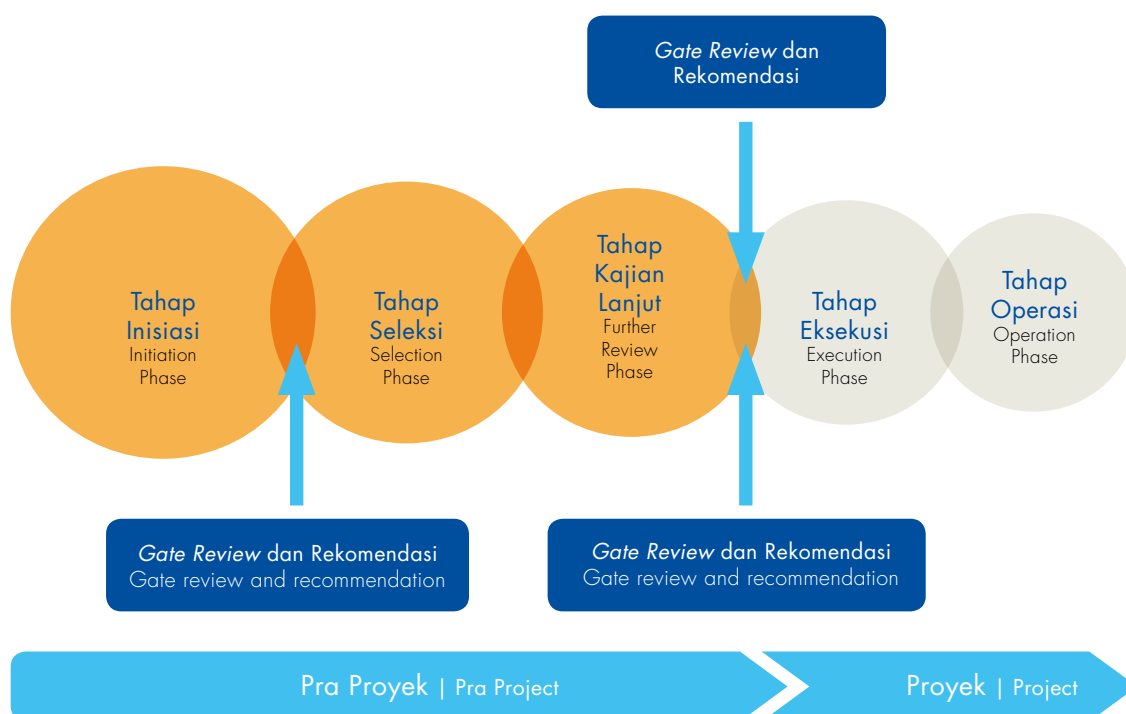 Gate Review dan
Rekomendasi
Tahap
Inisiasi
Initiation
Phase
Tahap
Seleksi
Selection
Phase
Tahap
Kajian
Lanjut
Further
Review
Phase
Tahap
Eksekusi
Execution
Phase
Tahap
Operasi
Operation
Phase
Gate Review dan Rekomendasi
Gate review and recommendation
Gate Review dan Rekomendasi
Gate review and recommendation
Pra Proyek | Pra Project
Proyek | Project